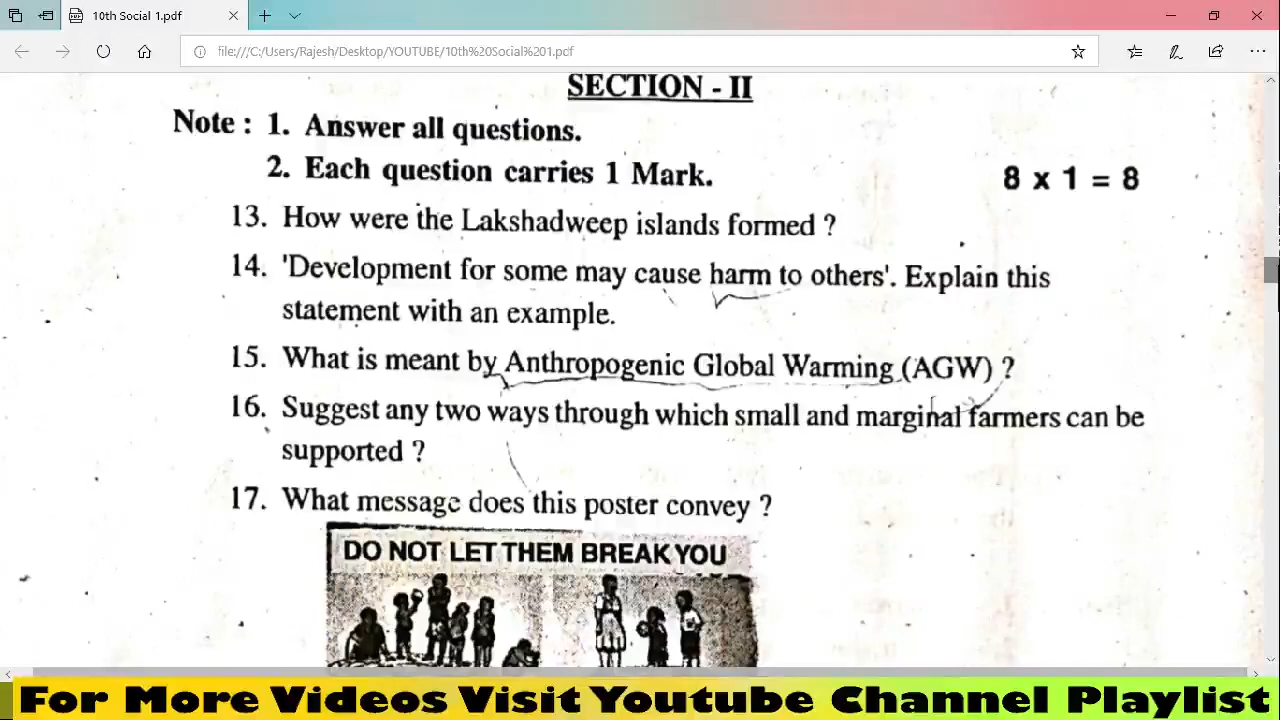 10th Social 1.pdf
file:///C:/Users/Rajesh/Desktop/YOUTUBE/10th%20Social%201.pdf
SECTION - II
Note : 1. Answer all questions.
2. Each question carries 1 Mark.
8 x 1 = 8
13. How were the Lakshadweep islands formed ?
14. 'Development for some may cause harm to others'. Explain this
statement with an example.
15. What is meant by Anthropogenic Global Warming (AGW) ?
16. Suggest any two ways through which small and marginal farmers can be
supported ?
17. What message does this poster convey ?
DO NOT LET THEM BREAK YOU
For More Videos Visit Youtube Channel Playlist